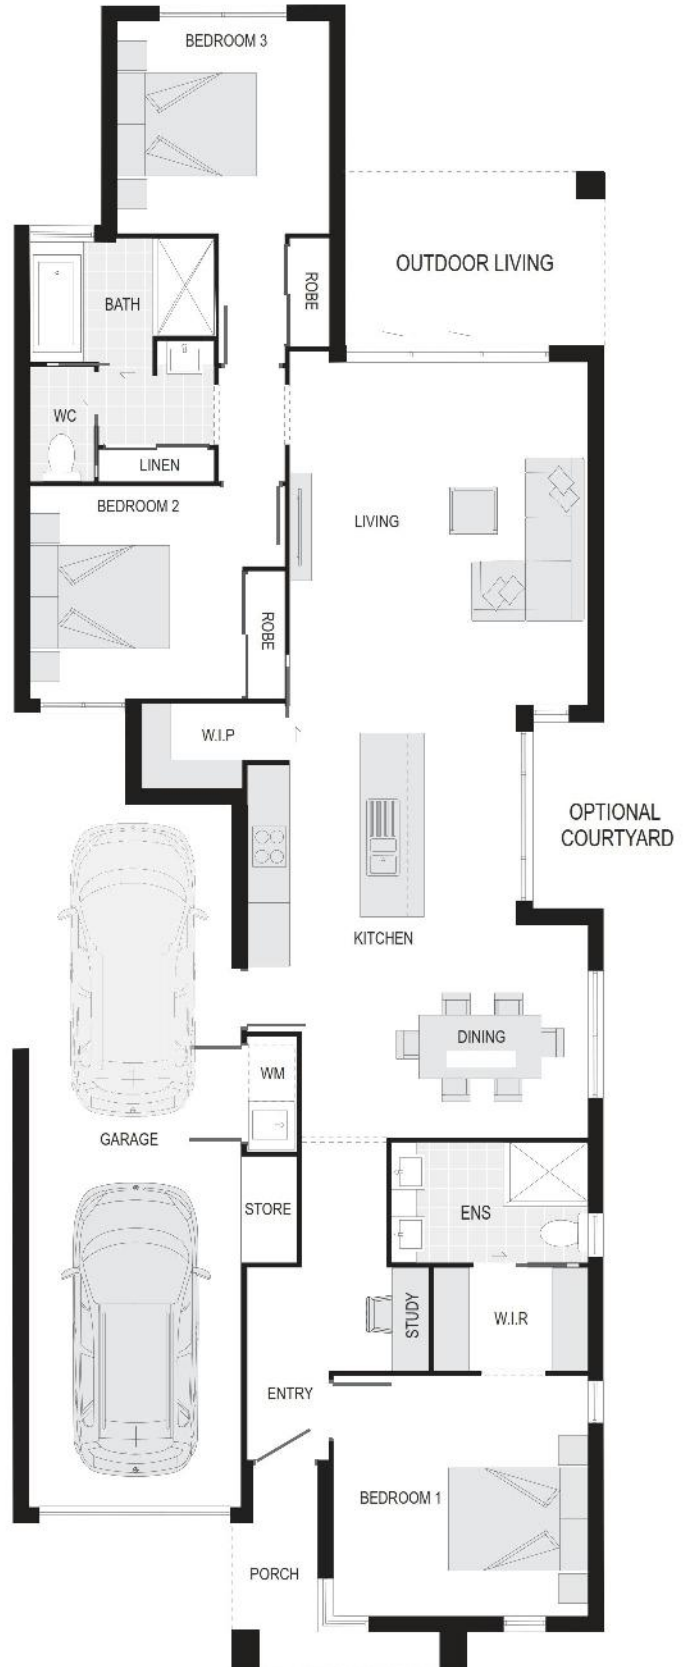 BEDROOM 3
OUTDOOR LIVING
ROBE
BATH
WC
LINEN
BEDROOM 2
LIVING
ROBE
W.I.P
OPTIONAL
COURTYARD
KITCHEN
DINING
WM
GARAGE
STORE
ENS
STUDY
W.I.R
ENTRY
BEDROOM 1
PORCH